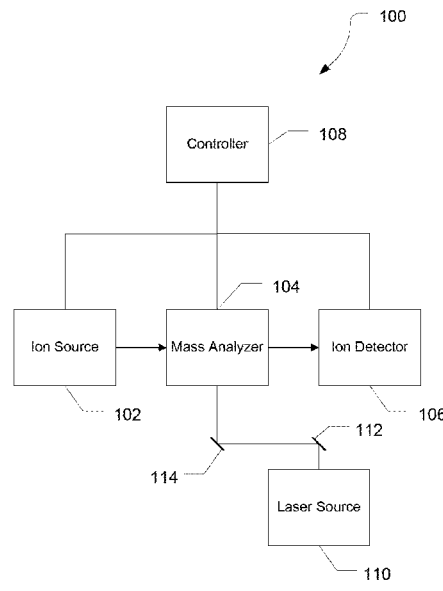 100
Controller
108
104
Ion Source
Mass Analyzer
Ion Detector
102
106
112
114
Laser Source
110